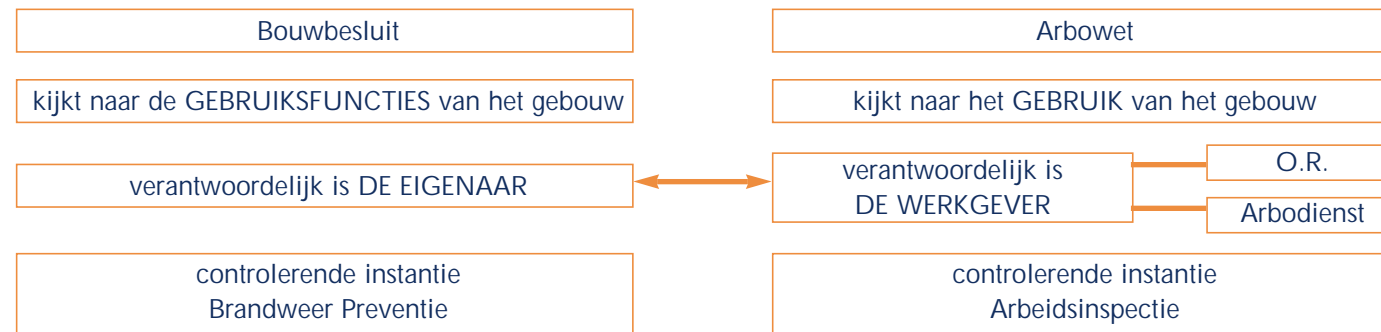 Bouwbesluit
Arbowet
kijkt naar de GEBRUIKSFUNCTIES van het gebouw
kijkt naar het GEBRUIK van het gebouw
verantwoordelijk is DE EIGENAAR
verantwoordelijk is
DE WERKGEVER
O.R.
Arbodienst
controlerende instantie
Brandweer Preventie
controlerende instantie
Arbeidsinspectie